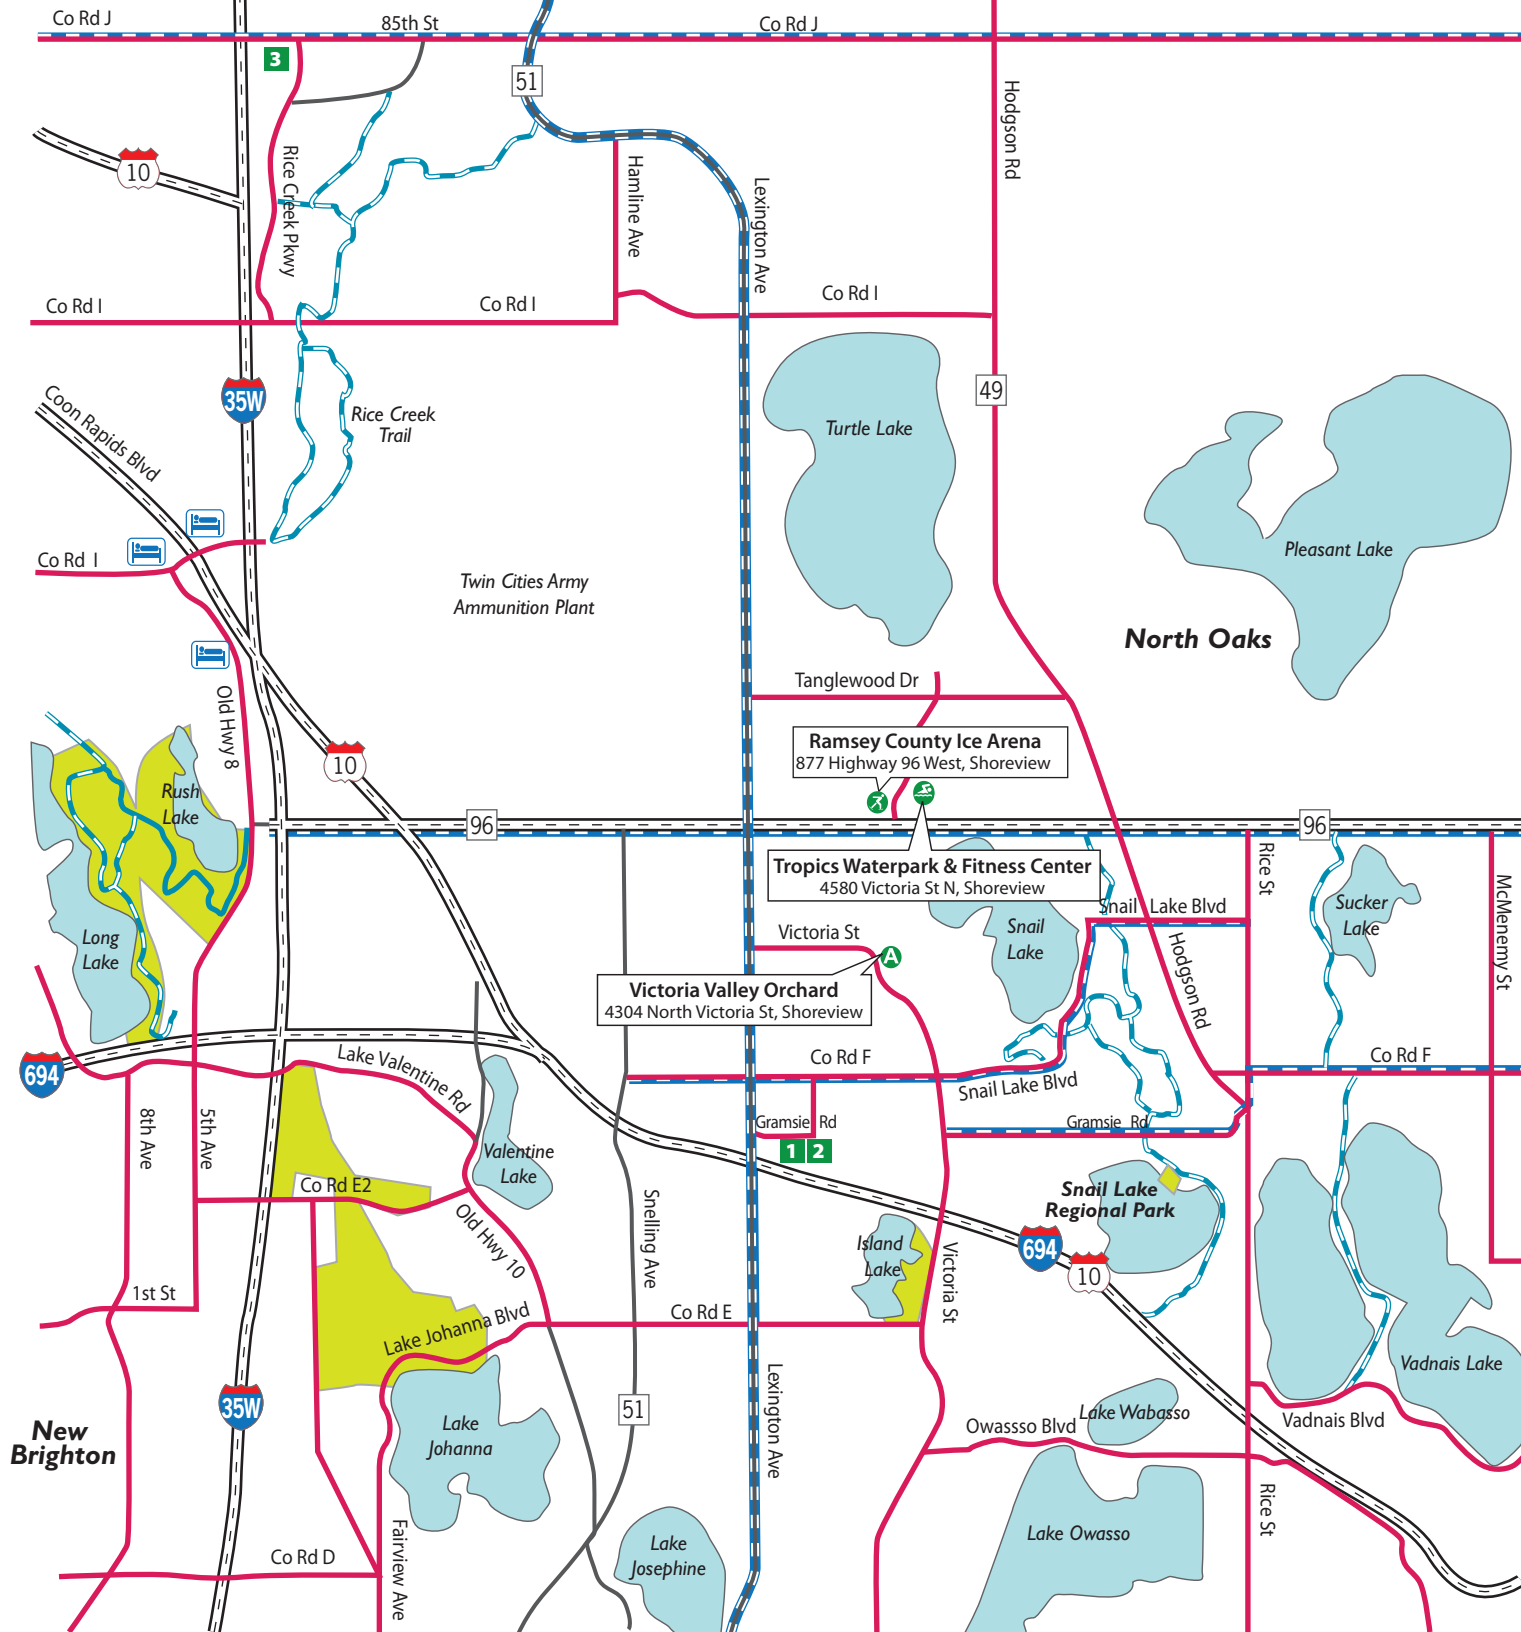 Co Rd J
85th St
Co Rd J
3
51
Hodgson Rd
10
Rice Creek Pkwy
Hamline Ave
Lexington Ave
Co Rd I
Co Rd I
Co Rd I
35W
49
Coon Rapids Blvd
Rice Creek
Trail
Turtle Lake
Pleasant Lake
Co Rd I
Twin Cities Army
Ammunition Plant
North Oaks
Old Hwy 8
Tanglewood Dr
Ramsey County Ice Arena
877 Highway 96 West, Shoreview
10
Rush
Lake
96
96
Tropics Waterpark & Fitness Center
4580 Victoria St N, Shoreview
Rice St
McMenemy St
Snail Lake Blvd
Sucker
Lake
Victoria St
Snail
Lake
Hodgson Rd
Long
Lake
A
Victoria Valley Orchard
4304 North Victoria St, Shoreview
694
Lake Valentine Rd
Co Rd F
Co Rd F
Snail Lake Blvd
8th Ave
5th Ave
Gramsie Rd
Gramsie Rd
1
2
Valentine
Lake
Co Rd E2
Snelling Ave
Snail Lake
Regional Park
Old Hwy 10
Island
Lake
Victoria St
694
10
1st St
Lake Johanna Blvd
Co Rd E
Vadnais Lake
Lexington Ave
35W
51
New
Brighton
Lake
Johanna
Owassso Blvd
Lake Wabasso
Vadnais Blvd
Rice St
Lake Owasso
Fairview Ave
Co Rd D
Lake
Josephine